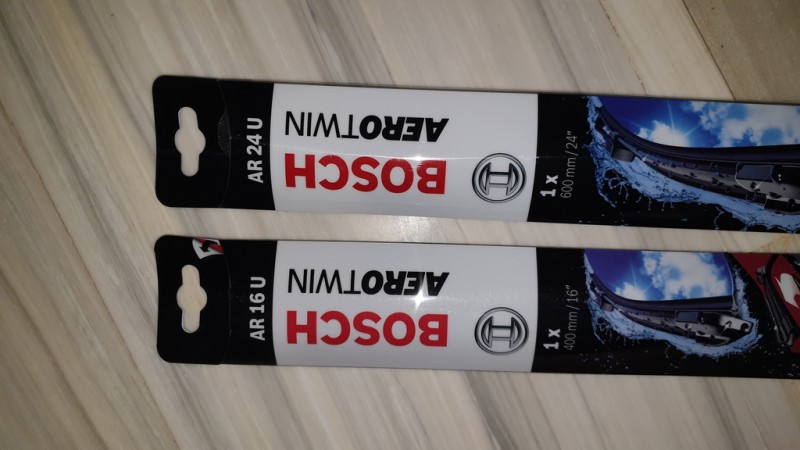 AR 24 U
AEROTWIN
BOSCH
1 x
600 mm / 24"
AR 16 U
AEROTWIN
BOSCH
1 x
400 mm / 16"